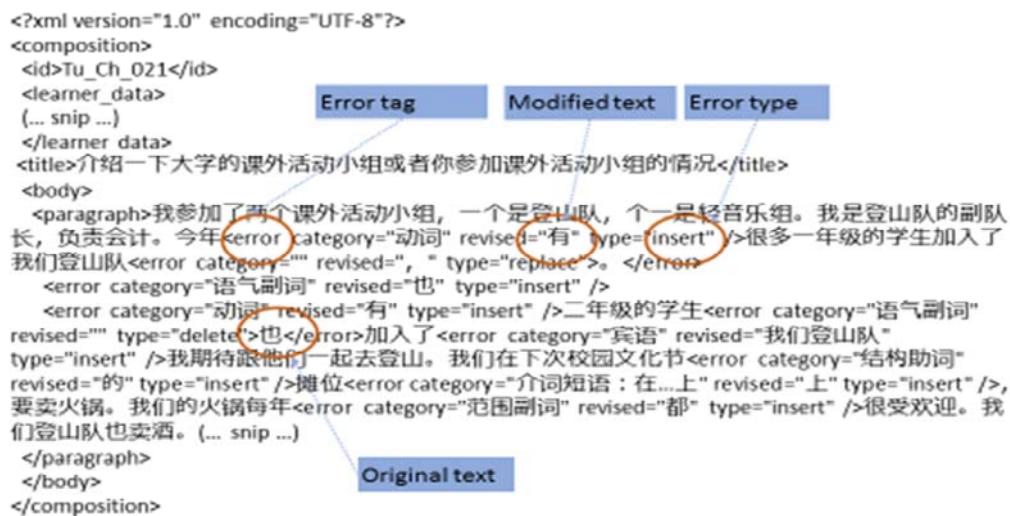 <?xml version="1.0" encoding="UTF-8"?>
<composition>
<id>Tu_Ch_021</id>
<learner_data>
(... snip ...)
</learner data>
Error tag
Modified text
Error type
<title>介绍一下大学的课外活动小组或者你参加课外活动小组的情况</title>
<body>
<paragraph>我参加了两个课外活动小组，一个是登山队，个一是轻音乐组。我是登山队的副队
长，负责会计。今年<error category="动词" revised="有" type="insert" />很多一年级的学生加入了
我们登山队<error category="" revised="，" type="replace">。</error>
<error category="语气副词" revised="也" type="insert" />
<error category="动词" revised="有" type="insert" />二年级的学生<error category="语气副词"
revised="" type="delete">也</error>加入了<error category="宾语" revised="我们登山队"
type="insert" />我期待跟他们一起去登山。我们在下次校园文化节<error category="结构助词"
revised="的" type="insert" />摊位<error category="介词短语：在...上" revised="上" type="insert" />,
要卖火锅。我们的火锅每年<error category="范围副词" revised="都" type="insert" />很受欢迎。我
们登山队也卖酒。(... snip ...)
</paragraph>
</body>
</composition>
Original text